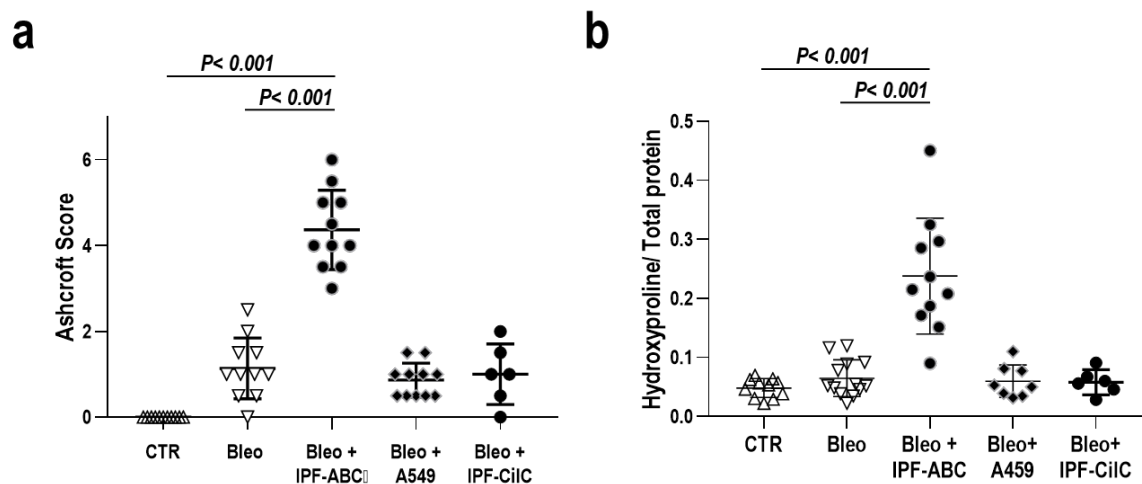 a
P< 0.001
P< 0.001
Ashcroft Score
6
4
2
0
CTR
Bleo
Bleo +
IPF-ABC▯
Bleo +
A549
Bleo +
IPF-CilC
b
P< 0.001
P< 0.001
Hydroxyproline/ Total protein
0.5
0.4
0.3
0.2
0.1
0.0
CTR
Bleo
Bleo +
IPF-ABC
Bleo+
A459
Bleo+
IPF-CilC